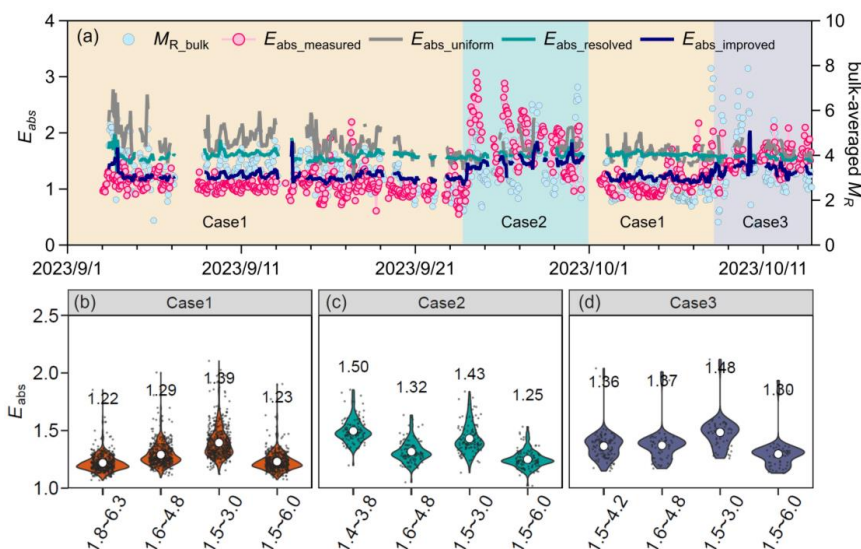 (a) M_R_bulk E_abs_measured E_abs_uniform E_abs_resolved E_abs_improved
4
3
2
1
0
E_abs
10
8
6
4
2
0
bulk-averaged M_R
Case1 Case2 Case1 Case3
2023/9/1 2023/9/11 2023/9/21 2023/10/1 2023/10/11
(b) Case1 (c) Case2 (d) Case3
2.5
2.0
1.5
1.0
E_abs
1.22 1.29 1.39 1.23
1.50 1.32 1.43 1.25
1.36 1.37 1.48 1.30
1.8~6.3 1.6~4.8 1.5~3.0 1.5~6.0
1.4~3.8 1.6~4.8 1.5~3.0 1.5~6.0
1.5~4.2 1.6~4.8 1.5~3.0 1.5~6.0